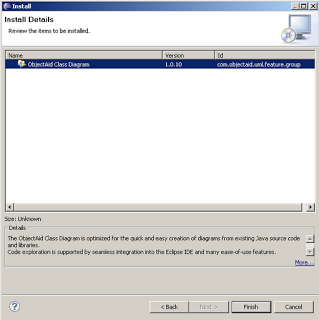 Install
Install Details
Review the items to be installed.
Name Version Id
ObjectAid Class Diagram 1.0.10 com.objectaid.uml.feature.group
Size: Unknown
Details
The ObjectAid Class Diagram is optimized for the quick and easy creation of diagrams from existing Java source code
and libraries.
Code exploration is supported by seamless integration into the Eclipse IDE and many ease-of-use features.
More...
? < Back Next > Finish Cancel